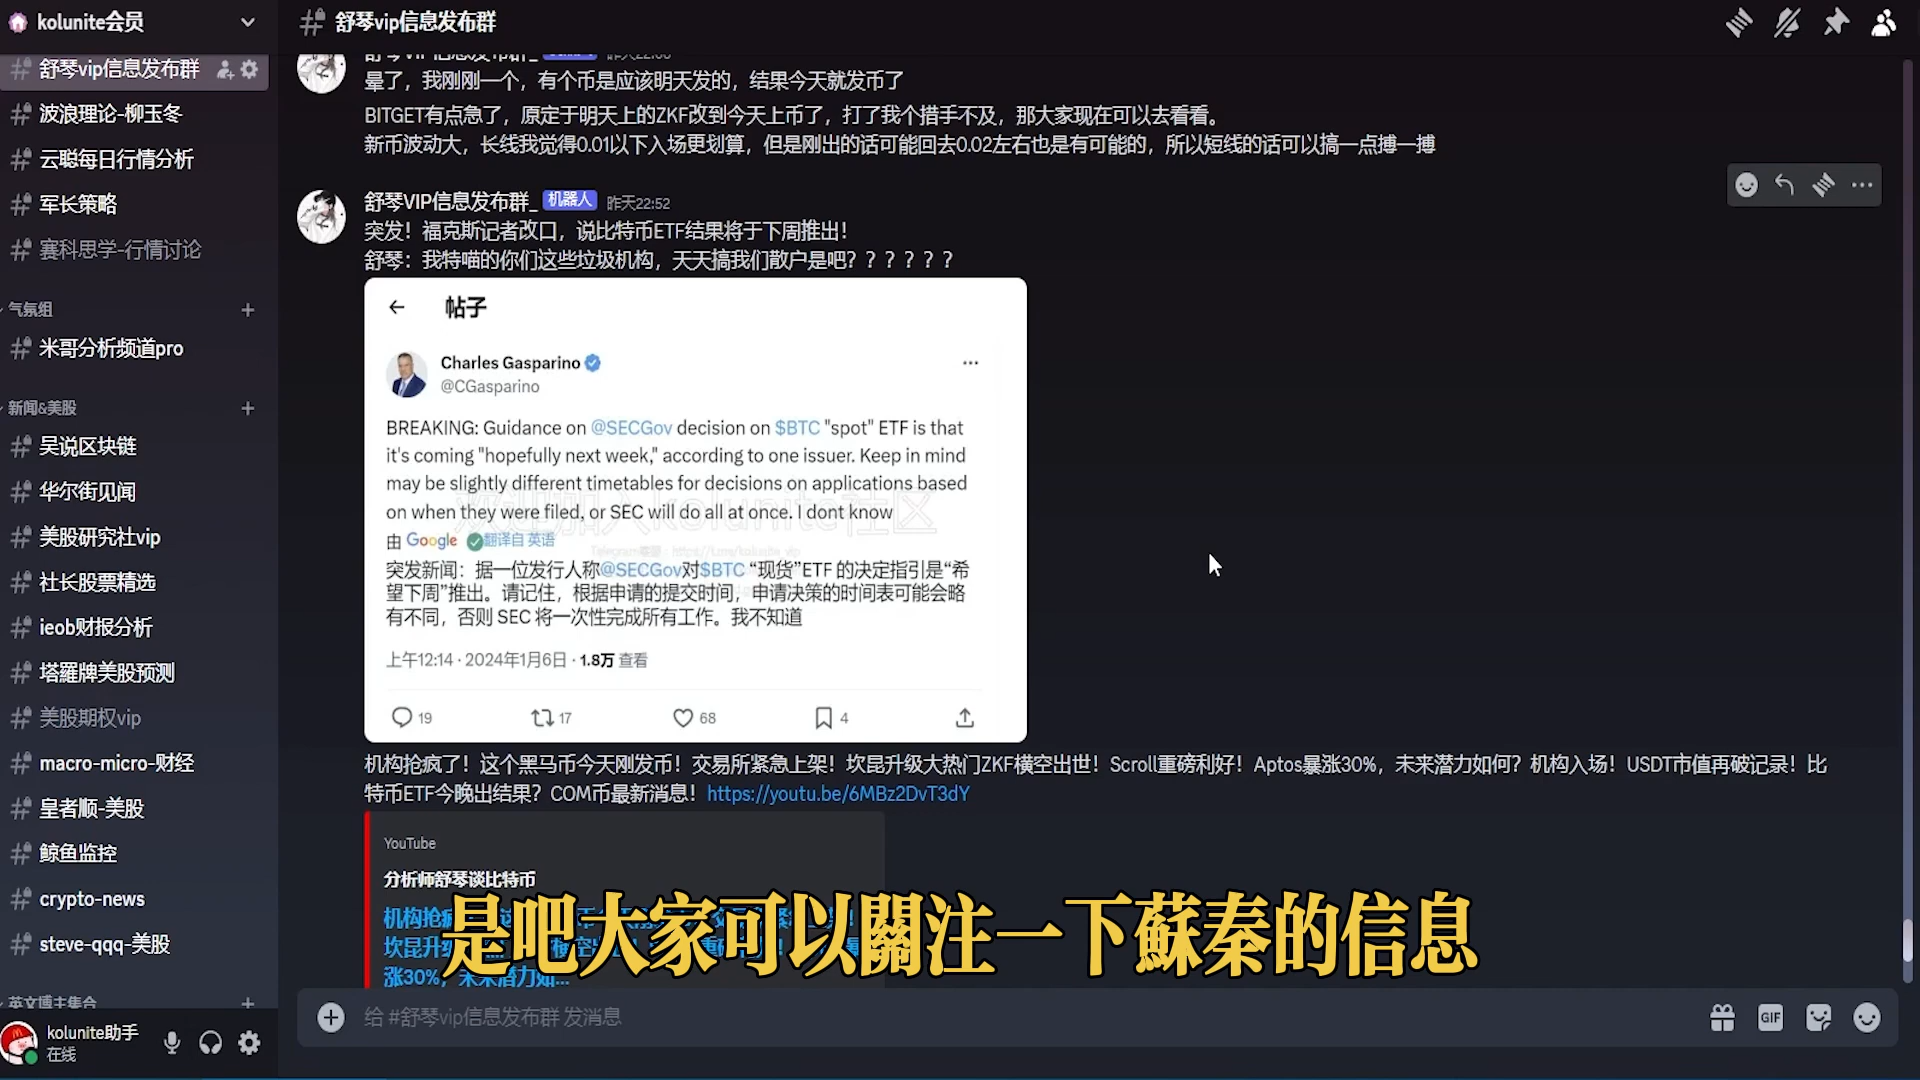 kolunite会员
舒琴vip信息发布群
波浪理论-柳玉冬
云聪每日行情分析
军长策略
赛科思学-行情讨论
气氛组
米哥分析频道pro
新闻&美股
吴说区块链
华尔街见闻
美股研究社vip
社长股票精选
ieob财报分析
塔羅牌美股预测
美股期权vip
macro-micro-财经
皇者顺-美股
鲸鱼监控
crypto-news
steve-qqq-美股
英文博主集合
kolunite助手
在线
舒琴vip信息发布群
晕了，我刚刚一个，有个币是应该明天发的，结果今天就发币了
BITGET有点急了，原定于明天上的ZKF改到今天上币了，打了我个措手不及，那大家现在可以去看看。
新币波动大，长线我觉得0.01以下入场更划算，但是刚出的话可能回去0.02左右也是有可能的，所以短线的话可以搞一点搏一搏
舒琴VIP信息发布群_ 机器人 昨天22:52
突发！福克斯记者改口，说比特币ETF结果将于下周推出！
舒琴：我特喵的你们这些垃圾机构，天天搞我们散户是吧？？？？？？
帖子
Charles Gasparino
@CGasparino
BREAKING: Guidance on @SECGov decision on $BTC "spot" ETF is that
it's coming "hopefully next week," according to one issuer. Keep in mind
may be slightly different timetables for decisions on applications based
on when they were filed, or SEC will do all at once. I dont know
欢迎加入kolunite社区
由 Google 翻译自 英语
突发新闻：据一位发行人称@SECGov对$BTC “现货”ETF 的决定指引是“希
望下周”推出。请记住，根据申请的提交时间，申请决策的时间表可能会略
有不同，否则 SEC 将一次性完成所有工作。我不知道
上午12:14 · 2024年1月6日 · 1.8万 查看
19 17 68 4
机构抢疯了！这个黑马币今天刚发币！交易所紧急上架！坎昆升级大热门ZKF横空出世！Scroll重磅利好！Aptos暴涨30%，未来潜力如何？机构入场！USDT市值再破记录！比
特币ETF今晚出结果？COM币最新消息！https://youtu.be/6MBz2DvT3dY
YouTube
分析师舒琴谈比特币
是吧大家可以關注一下蘇秦的信息
给 #舒琴vip信息发布群 发消息
GIF